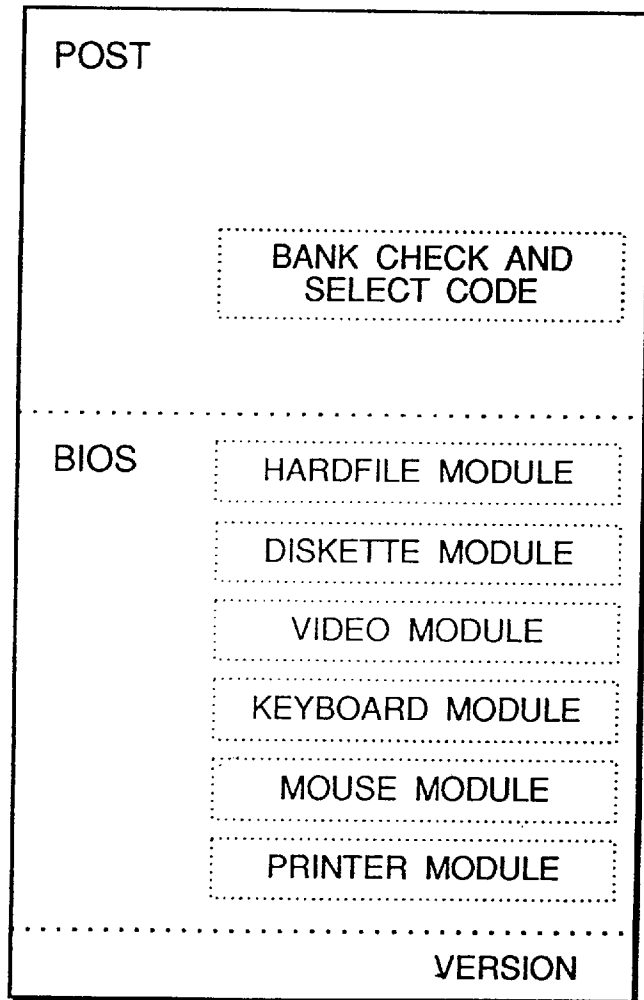 POST
BANK CHECK AND
SELECT CODE
BIOS
HARDFILE MODULE
DISKETTE MODULE
VIDEO MODULE
KEYBOARD MODULE
MOUSE MODULE
PRINTER MODULE
VERSION